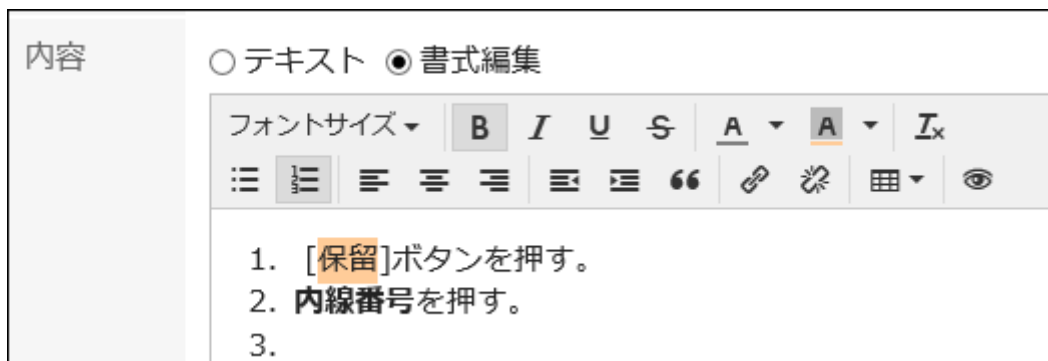 内容
テキスト 書式編集
フォントサイズ B I U S A A Ix
1. [保留]ボタンを押す。
2. 内線番号を押す。
3.